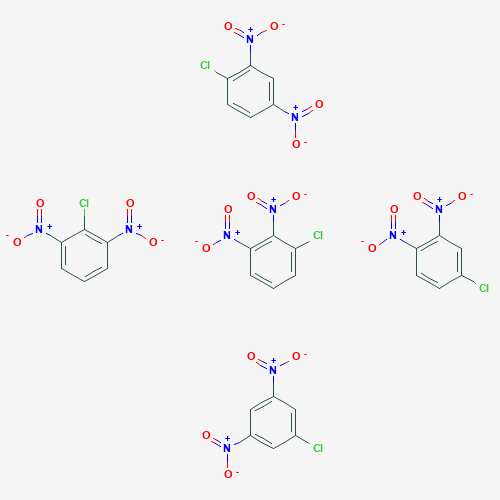 O N+ O-
Cl
N+ O
O-
O Cl O
-O N+ N+ O-
O N+ O-
O
-O N+ Cl
O N+ O-
O
-O N+
Cl
O N+ O-
O N+ Cl
O-